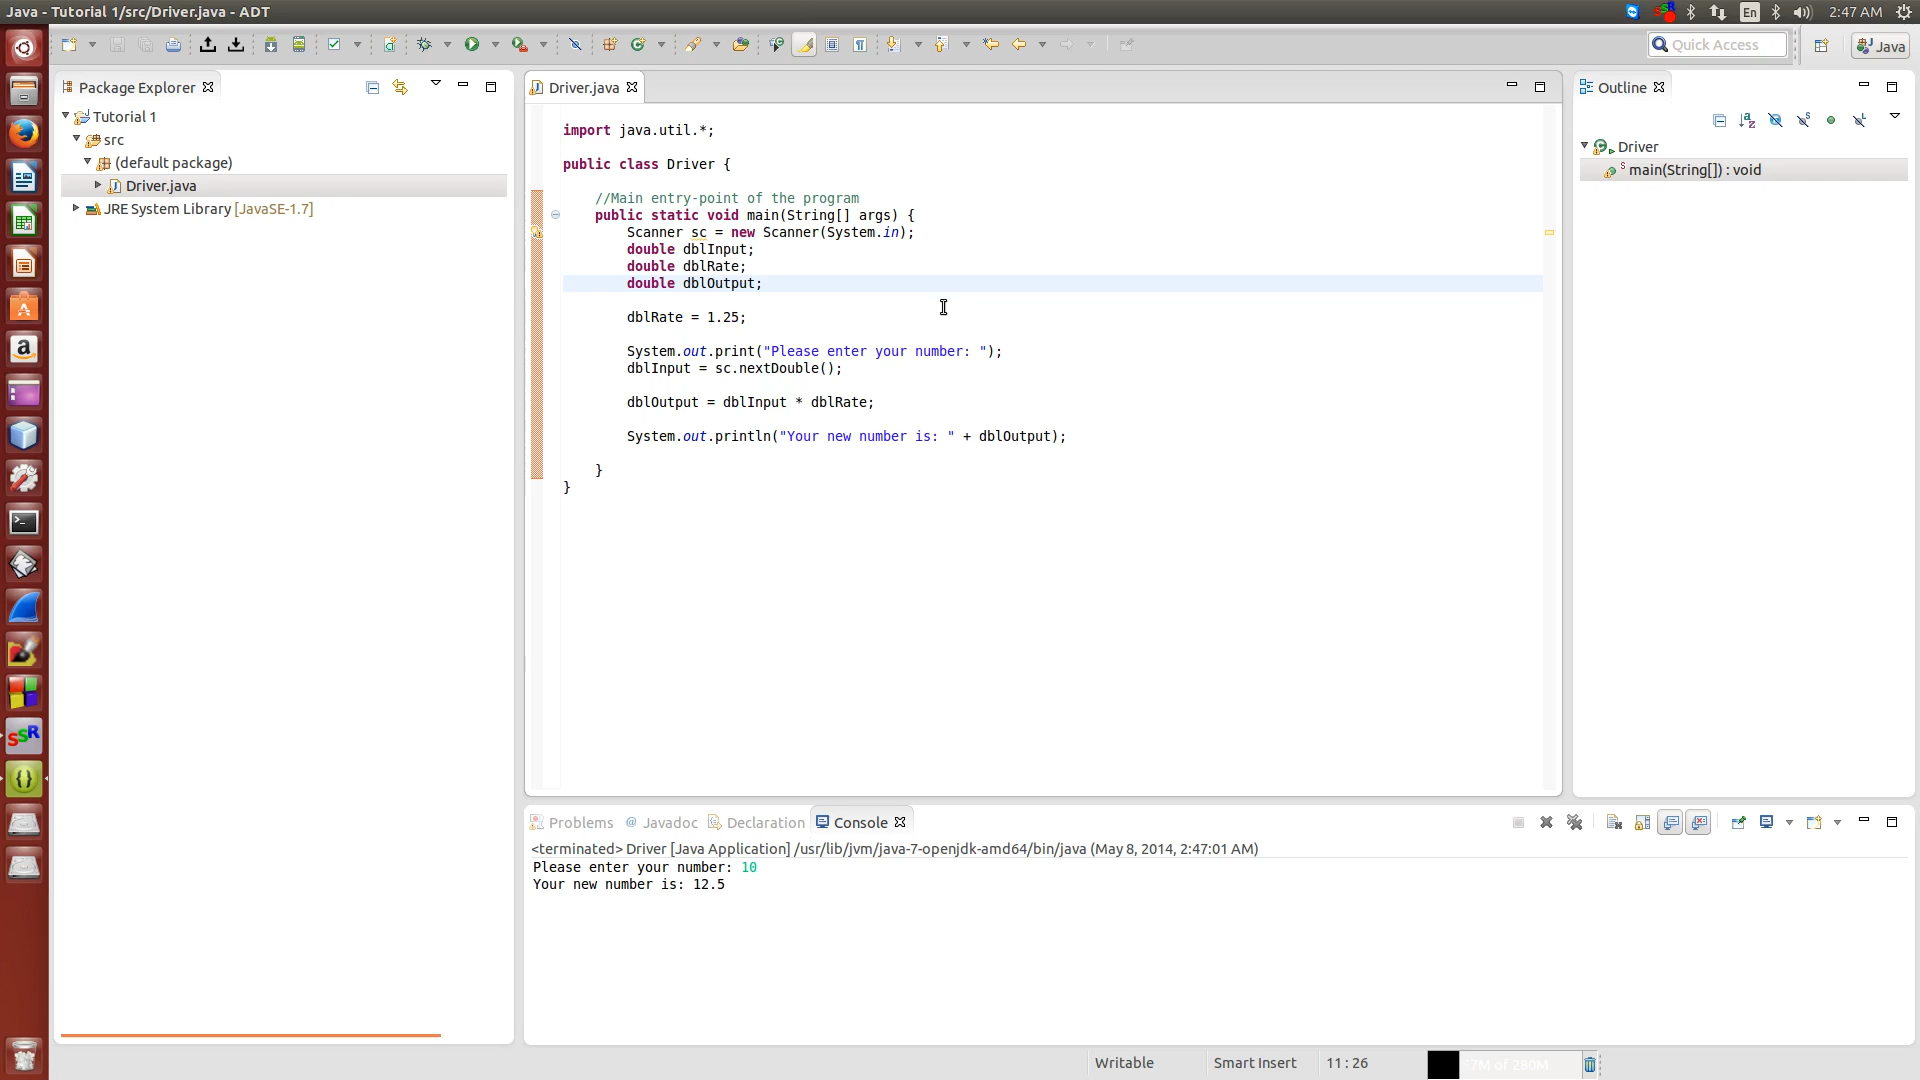 Java - Tutorial 1/src/Driver.java - ADT
En
2:47 AM
Quick Access
Java
Package Explorer
Tutorial 1
src
(default package)
Driver.java
JRE System Library [JavaSE-1.7]
Driver.java
import java.util.*;
public class Driver {
//Main entry-point of the program
public static void main(String[] args) {
Scanner sc = new Scanner(System.in);
double dblInput;
double dblRate;
double dblOutput;
dblRate = 1.25;
System.out.print("Please enter your number: ");
dblInput = sc.nextDouble();
dblOutput = dblInput * dblRate;
System.out.println("Your new number is: " + dblOutput);
}
}
Outline
Driver
main(String[]) : void
Problems
Javadoc
Declaration
Console
<terminated> Driver [Java Application] /usr/lib/jvm/java-7-openjdk-amd64/bin/java (May 8, 2014, 2:47:01 AM)
Please enter your number: 10
Your new number is: 12.5
Writable
Smart Insert
11 : 26
of 280M